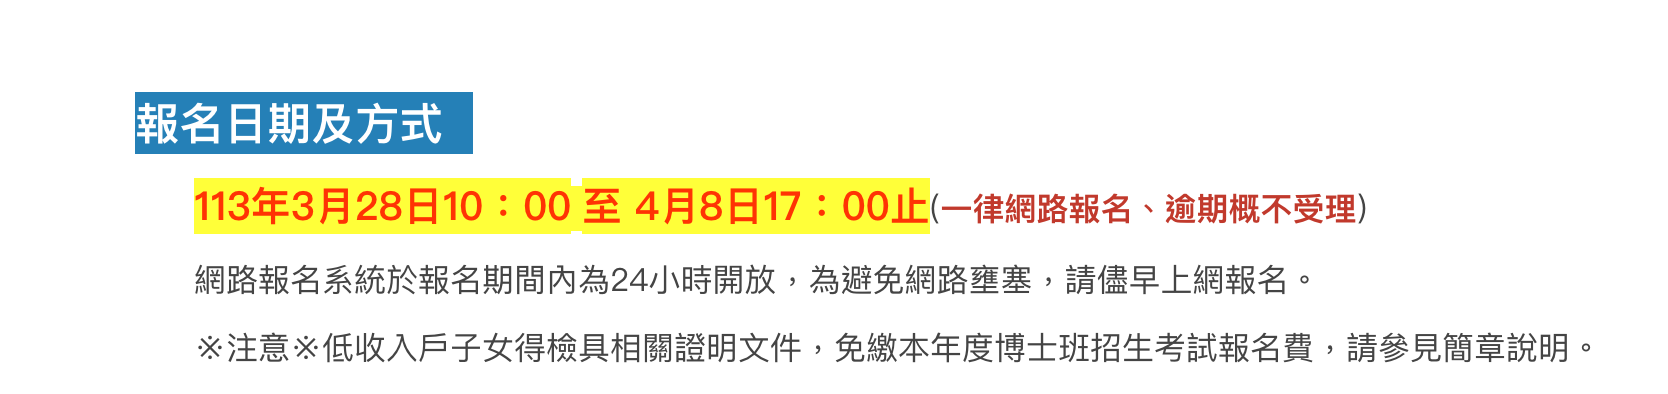 報名日期及方式
113年3月28日10：00 至 4月8日17：00止(一律網路報名、逾期概不受理)
網路報名系統於報名期間內為24小時開放，為避免網路壅塞，請儘早上網報名。
※注意※低收入戶子女得檢具相關證明文件，免繳本年度博士班招生考試報名費，請參見簡章說明。